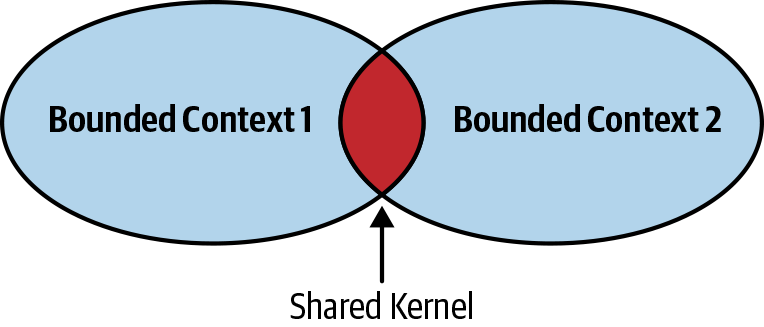 Bounded Context 1
Bounded Context 2
Shared Kernel